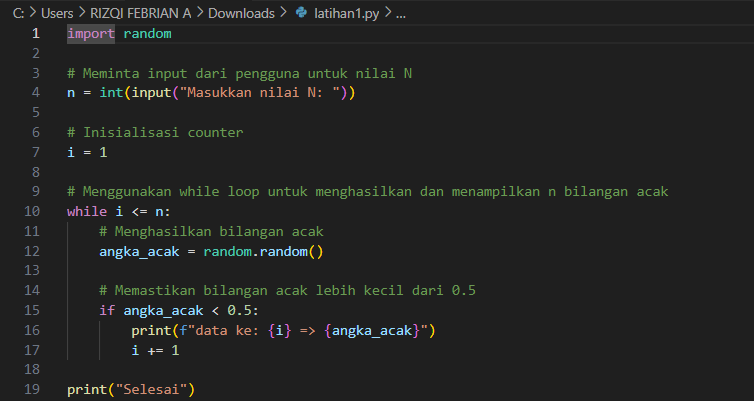 C: > Users > RIZQI FEBRIAN A > Downloads > latihan1.py > ...
1 import random
2
3 # Meminta input dari pengguna untuk nilai N
4 n = int(input("Masukkan nilai N: "))
5
6 # Inisialisasi counter
7 i = 1
8
9 # Menggunakan while loop untuk menghasilkan dan menampilkan n bilangan acak
10 while i <= n:
11     # Menghasilkan bilangan acak
12     angka_acak = random.random()
13
14     # Memastikan bilangan acak lebih kecil dari 0.5
15     if angka_acak < 0.5:
16         print(f"data ke: {i} => {angka_acak}")
17         i += 1
18
19 print("Selesai")